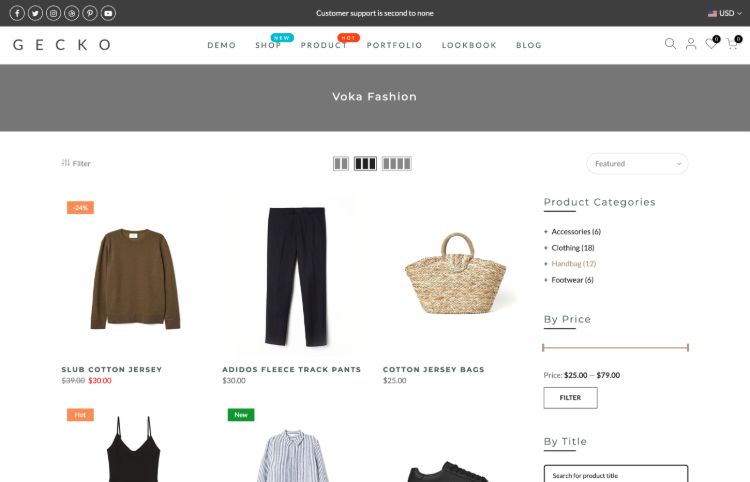 Customer support is second to none
USD
GECKO
DEMO SHOP NEW PRODUCT HOT PORTFOLIO LOOKBOOK BLOG
0 0
Voka Fashion
Filter
Featured
-24%
SLUB COTTON JERSEY
$39.00 $30.00
ADIDOS FLEECE TRACK PANTS
$30.00
COTTON JERSEY BAGS
$25.00
Hot
New
Product Categories
+ Accessories (6)
+ Clothing (18)
+ Handbag (12)
+ Footwear (6)
By Price
Price: $25.00 — $79.00
FILTER
By Title
Search for product title